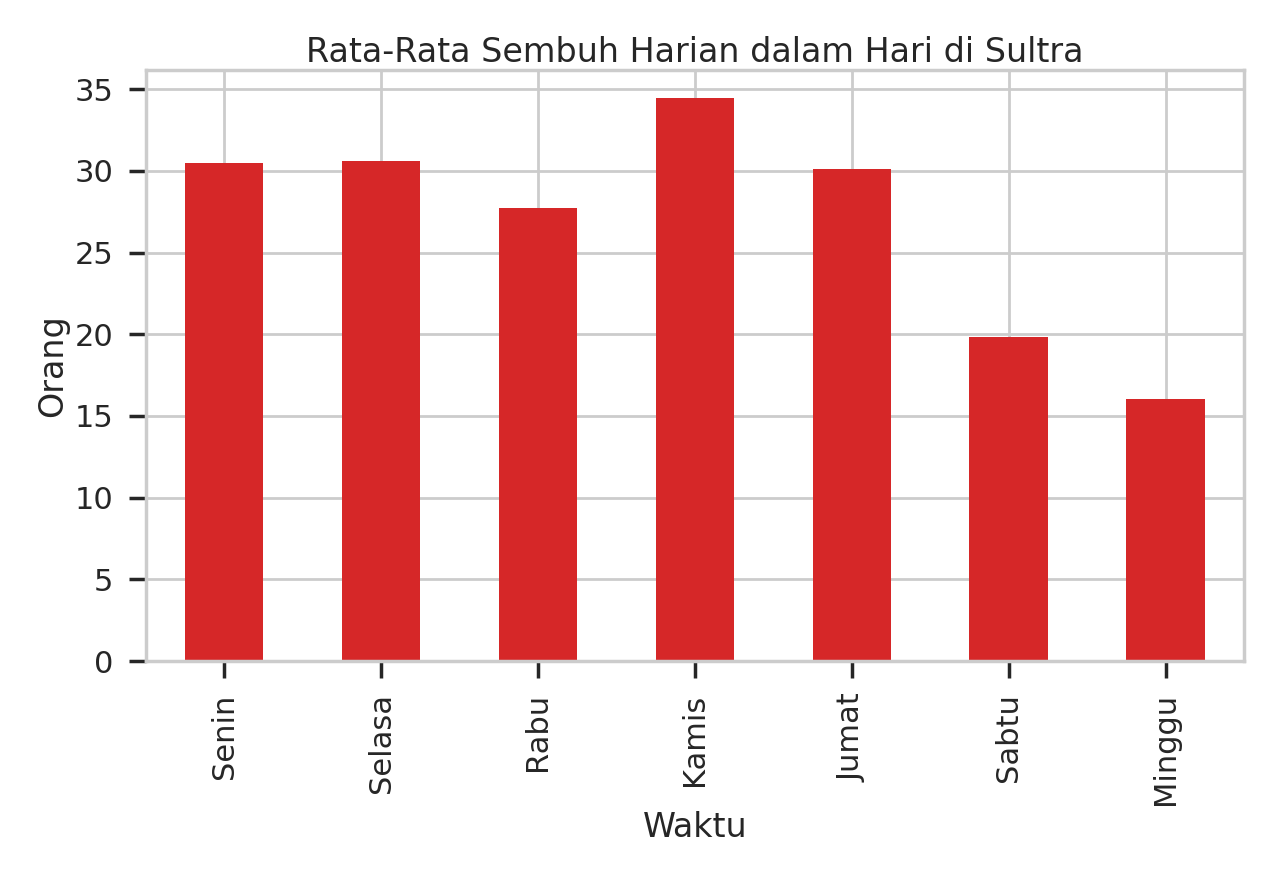 Rata-Rata Sembuh Harian dalam Hari di Sultra
Orang
35
30
25
20
15
10
5
0
Senin
Selasa
Rabu
Kamis
Jumat
Sabtu
Minggu
Waktu